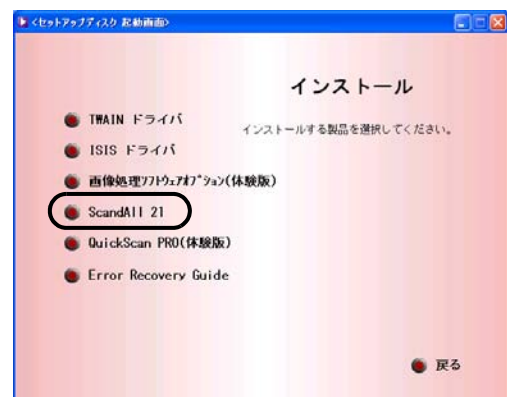 <セットアップディスク 起動画面>
インストール
インストールする製品を選択してください。
TWAIN ドライバ
ISIS ドライバ
画像処理ソフトウェアオプション(体験版)
ScandAll 21
QuickScan PRO(体験版)
Error Recovery Guide
戻る